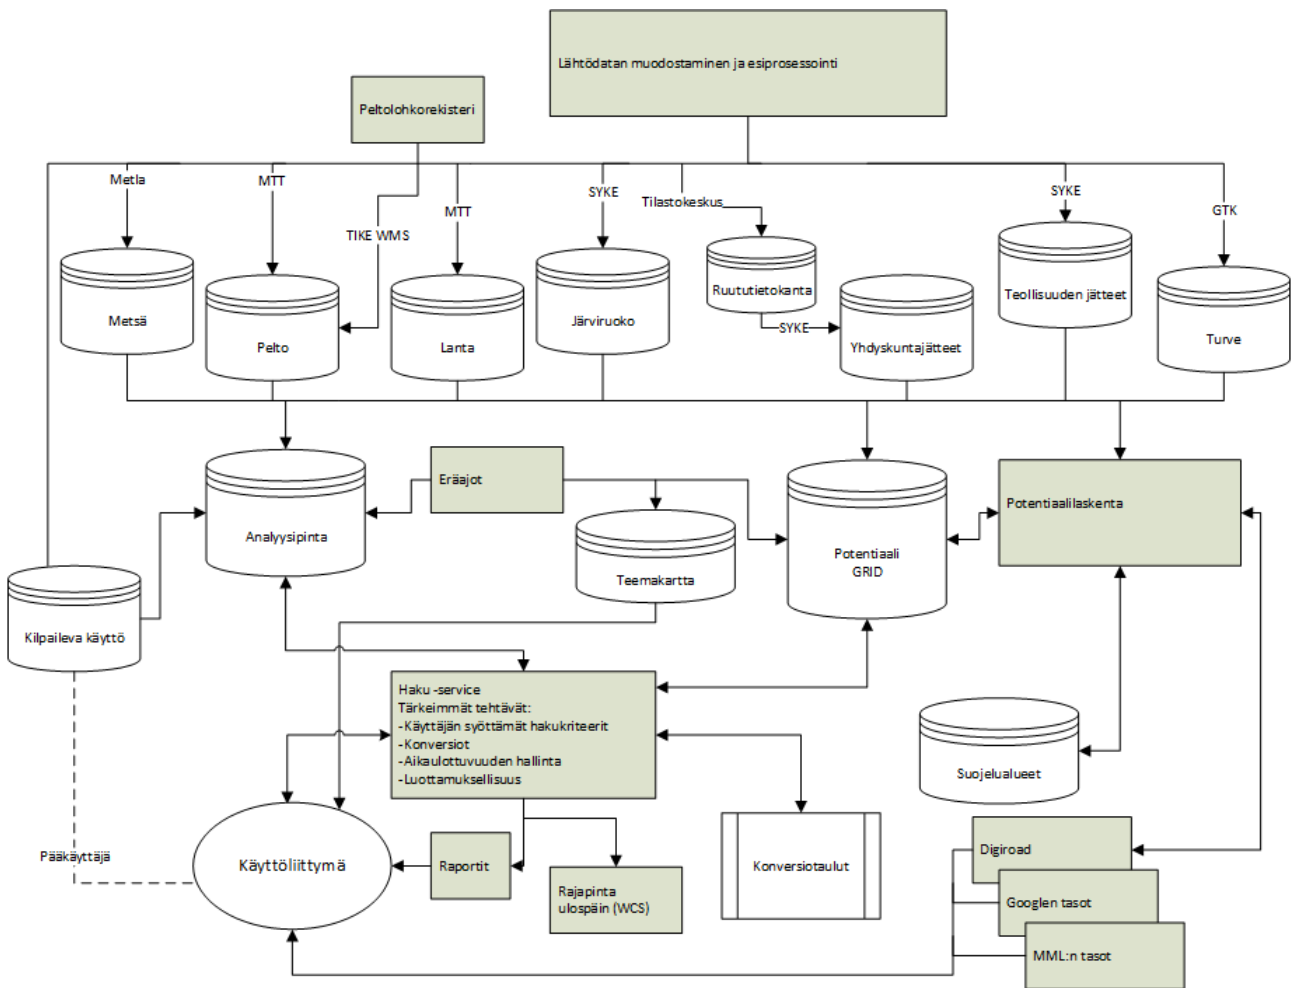 Lähtödatan muodostaminen ja esiprosessointi
Peltolohkorekisteri
Metla
MTT
TIKE WMS
MTT
SYKE
Tilastokeskus
SYKE
GTK
Metsä
Pelto
Lanta
Järviruoko
Ruututietokanta
SYKE
Yhdyskuntajätteet
Teollisuuden jätteet
Turve
Analyysipinta
Eräajot
Teemakartta
Potentiaali
GRID
Potentiaalilaskenta
Kilpaileva käyttö
Haku -service
Tärkeimmät tehtävät:
-Käyttäjän syöttämät hakukriteerit
-Konversiot
-Aikaulottuvuuden hallinta
-Luottamuksellisuus
Suojelualueet
Pääkäyttäjä
Käyttöliittymä
Raportit
Rajapinta
ulospäin (WCS)
Konversiotaulut
Digiroad
Googlen tasot
MML:n tasot